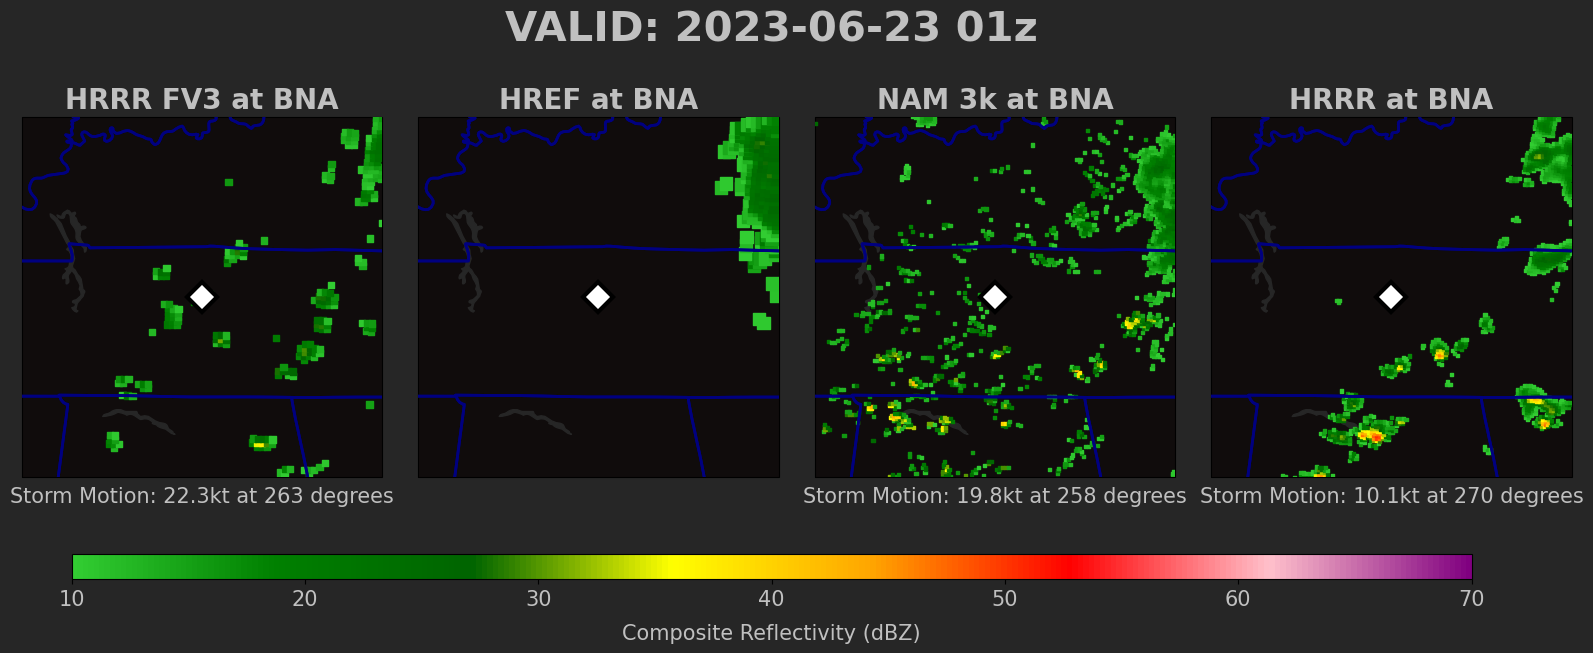 VALID: 2023-06-23 01z
HRRR FV3 at BNA
HREF at BNA
NAM 3k at BNA
HRRR at BNA
Storm Motion: 22.3kt at 263 degrees
Storm Motion: 19.8kt at 258 degrees
Storm Motion: 10.1kt at 270 degrees
10 20 30 40 50 60 70
Composite Reflectivity (dBZ)